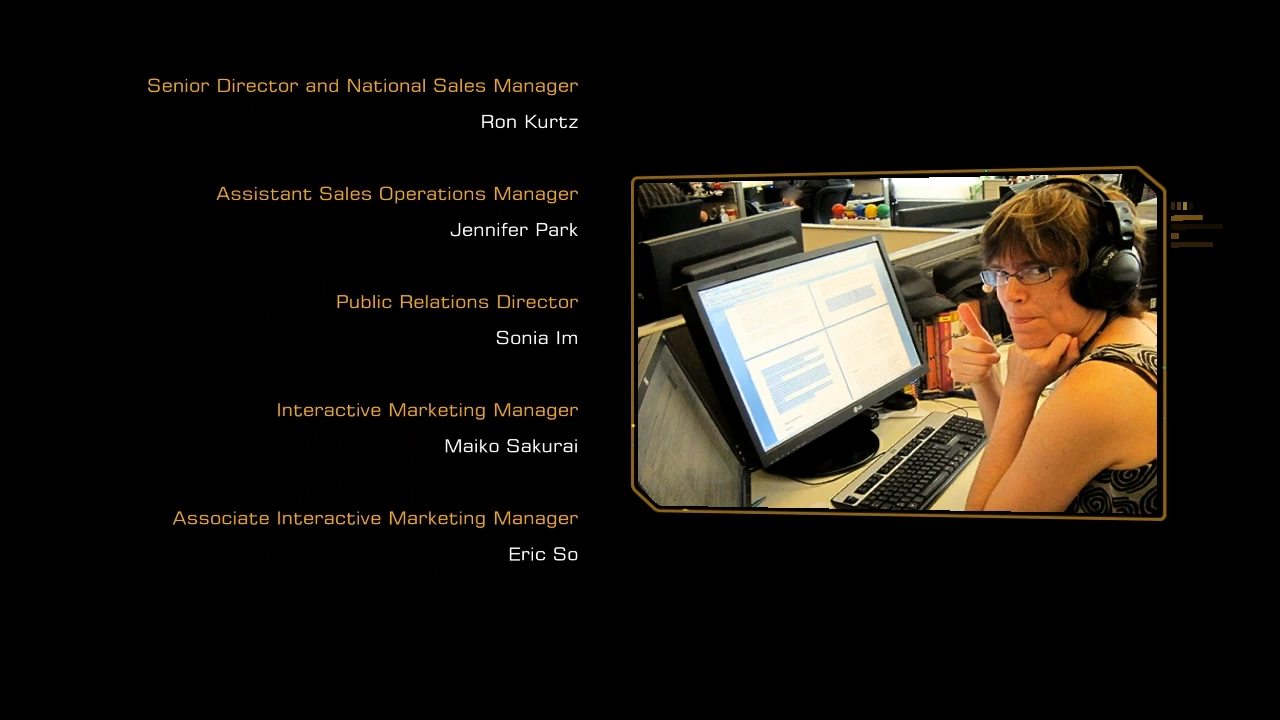 Senior Director and National Sales Manager
Ron Kurtz
Assistant Sales Operations Manager
Jennifer Park
Public Relations Director
Sonia Im
Interactive Marketing Manager
Maiko Sakurai
Associate Interactive Marketing Manager
Eric So